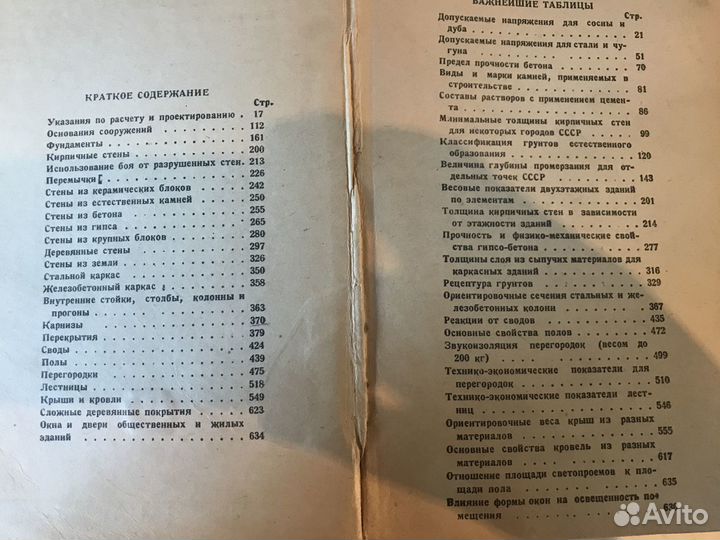 КРАТКОЕ СОДЕРЖАНИЕ
Стр.
Указания по расчету и проектированию . 17
Основания сооружений . . . . . . 112
Фундаменты . . . . . . . . . 161
Кирпичные стены . . . . . . . . 200
Использование боя от разрушенных стен. 213
Перемычки . . . . . . . . . 226
Стены из керамических блоков . . . . 242
Стены из естественных камней . . . . 250
Стены из бетона . . . . . . . . 255
Стены из гипса . . . . . . . . 265
Стены из крупных блоков . . . . . 280
Деревянные стены . . . . . . . . 297
Стены из земли . . . . . . . . 326
Стальной каркас . . . . . . . . 350
Железобетонный каркас . . . . . . 358
Внутренние стойки, столбы, колонны и
прогоны . . . . . . . . . . 363
Карнизы . . . . . . . . . . 370
Перекрытия . . . . . . . . . 379
Своды . . . . . . . . . . . 424
Полы . . . . . . . . . . . 439
Перегородки . . . . . . . . . 475
Лестницы . . . . . . . . . . 518
Крыши и кровли . . . . . . . . 549
Сложные деревянные покрытия . . . . 623
Окна и двери общественных и жилых
зданий . . . . . . . . . . . 634
ВАЖНЕЙШИЕ ТАБЛИЦЫ
Стр.
Допускаемые напряжения для сосны и
дуба . . . . . . . . . . . 21
Допускаемые напряжения для стали и чу-
гуна . . . . . . . . . . . 51
Предел прочности бетона . . . . . . 70
Виды и марки камней, применяемых в
строительстве . . . . . . . . 81
Составы растворов с применением цемен-
та . . . . . . . . . . . . 86
Минимальные толщины кирпичных стен
для некоторых городов СССР . . . 99
Классификация грунтов естественного
образования . . . . . . . . . 120
Величина глубины промерзания для от-
дельных точек СССР . . . . . . 143
Весовые показатели двухэтажных зданий
по элементам . . . . . . . . . 201
Толщина кирпичных стен в зависимости
от этажности зданий . . . . . . 214
Прочность и физико-механические свой-
ства гипсо-бетона . . . . . . . 277
Толщины слоя из сыпучих материалов для
каркасных зданий . . . . . . . 316
Рецептура грунтов . . . . . . . 329
Ориентировочные сечения стальных и же-
лезобетонных колонн . . . . . . 367
Реакции от сводов . . . . . . . 435
Основные свойства полов . . . . . 472
Звукоизоляция перегородок (весом до
200 кг) . . . . . . . . . . 499
Технико-экономические показатели для
перегородок . . . . . . . . . 510
Технико-экономические показатели лест-
ниц . . . . . . . . . . . . 546
Ориентировочные веса крыш из разных
материалов . . . . . . . . . 555
Основные свойства кровель из разных
материалов . . . . . . . . . 617
Отношение площади светопроемов к пло-
щади пола . . . . . . . . . . 635
Влияние формы окон на освещенность по-
мещения . . . . . . . . . .
Avito